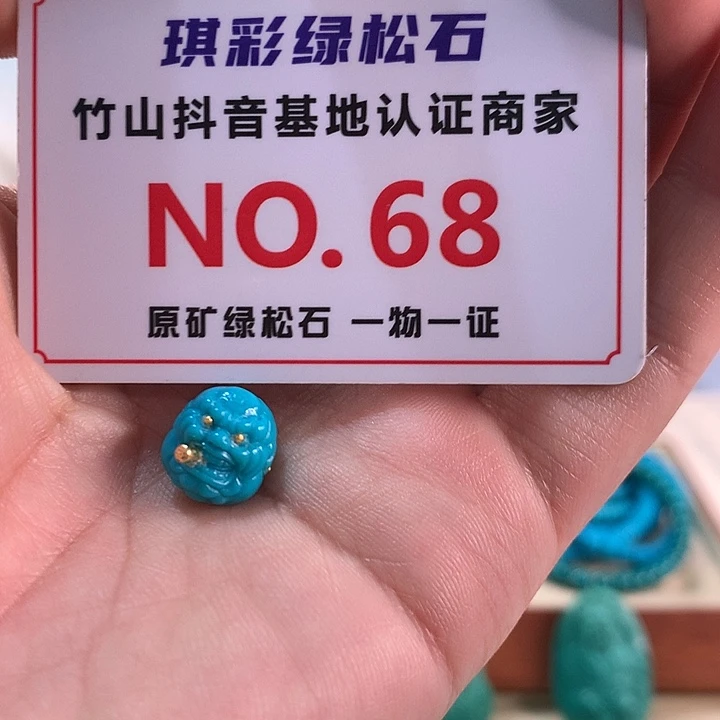 琪彩绿松石
竹山抖音基地认证商家
NO.68
原矿绿松石 一物一证